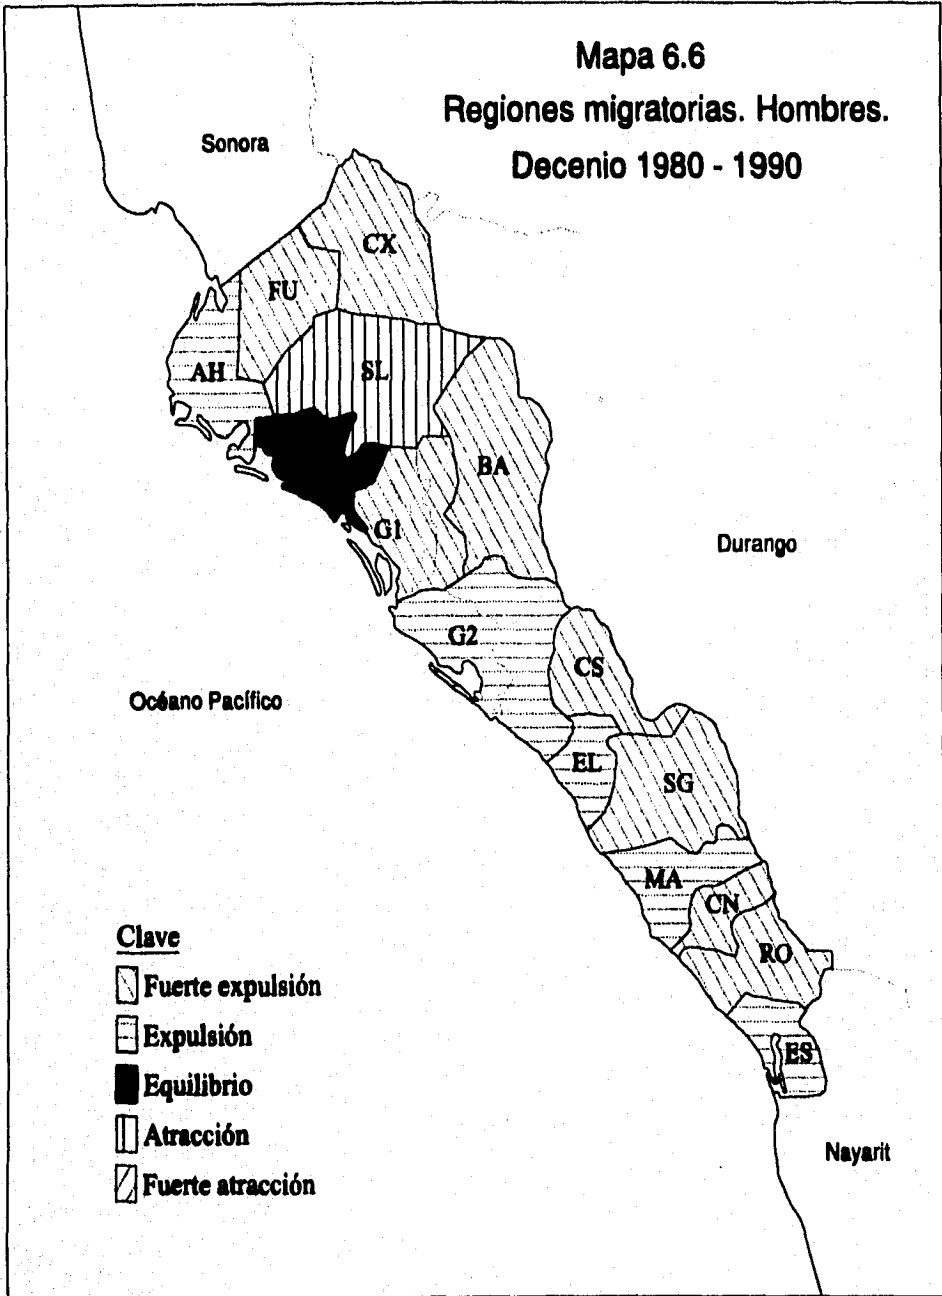 Mapa 6.6
Regiones migratorias. Hombres.
Decenio 1980 - 1990
Sonora
CX
FU
AH
SL
BA
G1
Durango
G2
CS
Océano Pacífico
EL
SG
MA
CN
RO
ES
Nayarit
Clave
Fuerte expulsión
Expulsión
Equilibrio
Atracción
Fuerte atracción